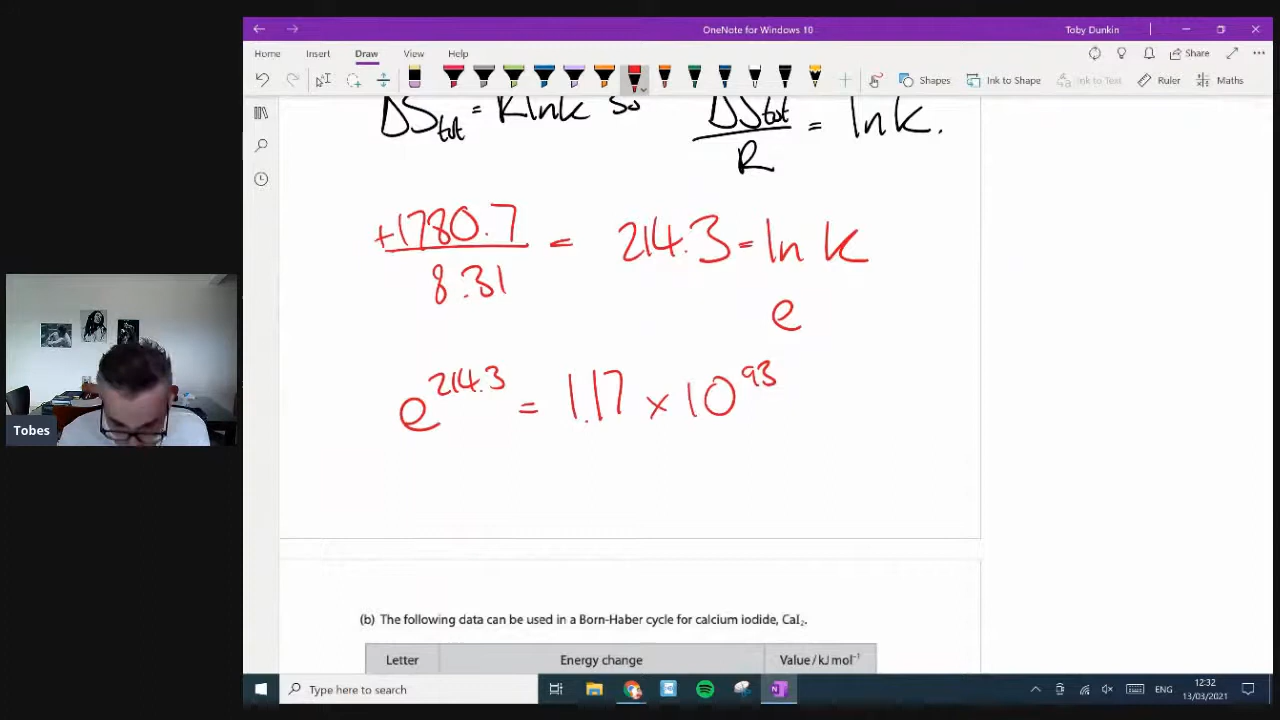 OneNote for Windows 10
Toby Dunkin
Home Insert Draw View Help
Share
Shapes Ink to Shape Ink to Text Ruler Maths
ΔStot = Rlnk so ΔStot/R = lnk.
+1780.7/8.31 = 214.3 = ln k
e
e^214.3 = 1.17 × 10^93
Tobes
(b) The following data can be used in a Born-Haber cycle for calcium iodide, CaI₂.
Letter Energy change Value / kJ mol⁻¹
Type here to search
ENG
12:32
13/03/2021